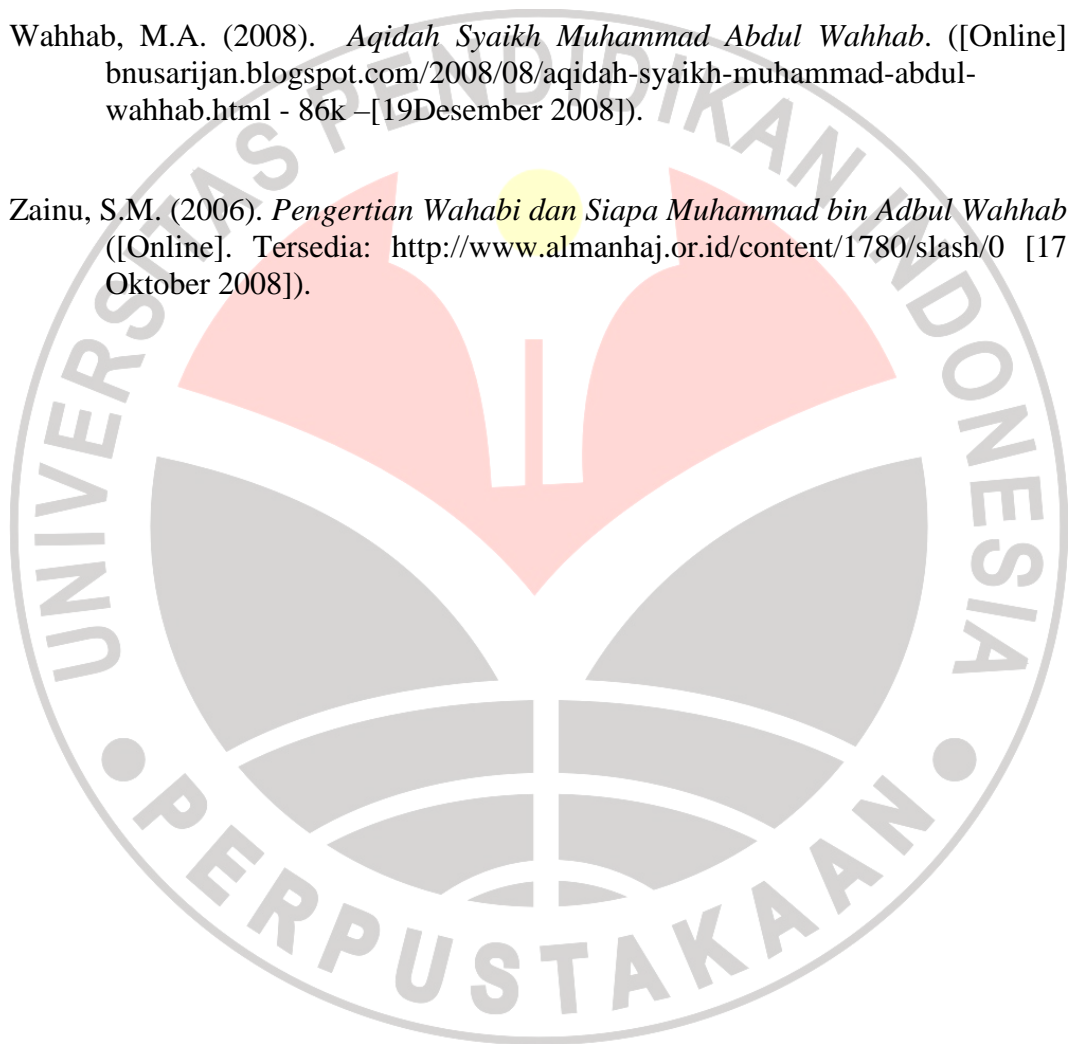 Wahhab, M.A. (2008). Aqidah Syaikh Muhammad Abdul Wahhab. ([Online]
bnusarijan.blogspot.com/2008/08/aqidah-syaikh-muhammad-abdul-
wahhab.html - 86k –[19Desember 2008]).
Zainu, S.M. (2006). Pengertian Wahabi dan Siapa Muhammad bin Adbul Wahhab
([Online]. Tersedia: http://www.almanhaj.or.id/content/1780/slash/0 [17
Oktober 2008]).
UNIVERSITAS PENDIDIKAN INDONESIA
PERPUSTAKAAN